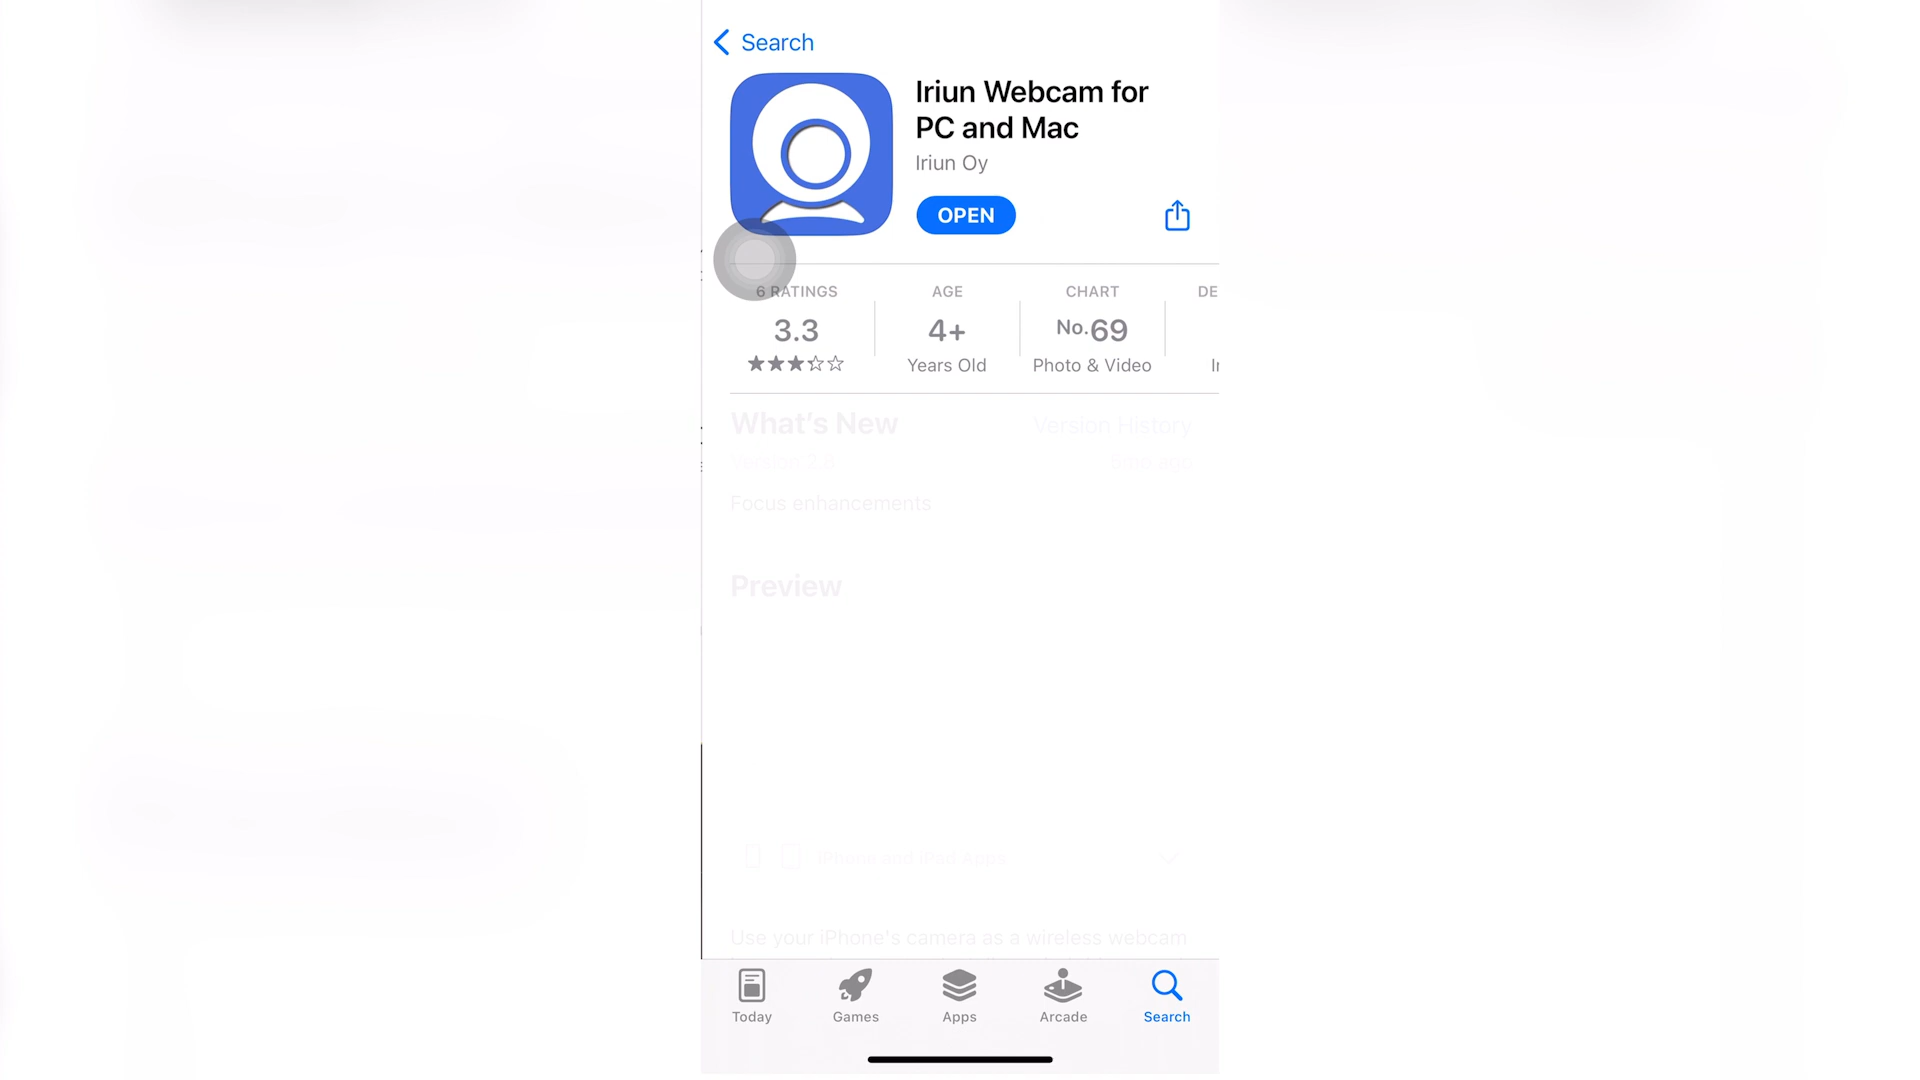 Search
Iriun Webcam for
PC and Mac
Iriun Oy
OPEN
6 RATINGS
AGE
CHART
DE
3.3
4+
No.69
Years Old
Photo & Video
What's New
Version History
Focus enhancements
Preview
iPhone and iPad Apps
Use your iPhone's camera as a wireless webcam
Today
Games
Apps
Arcade
Search